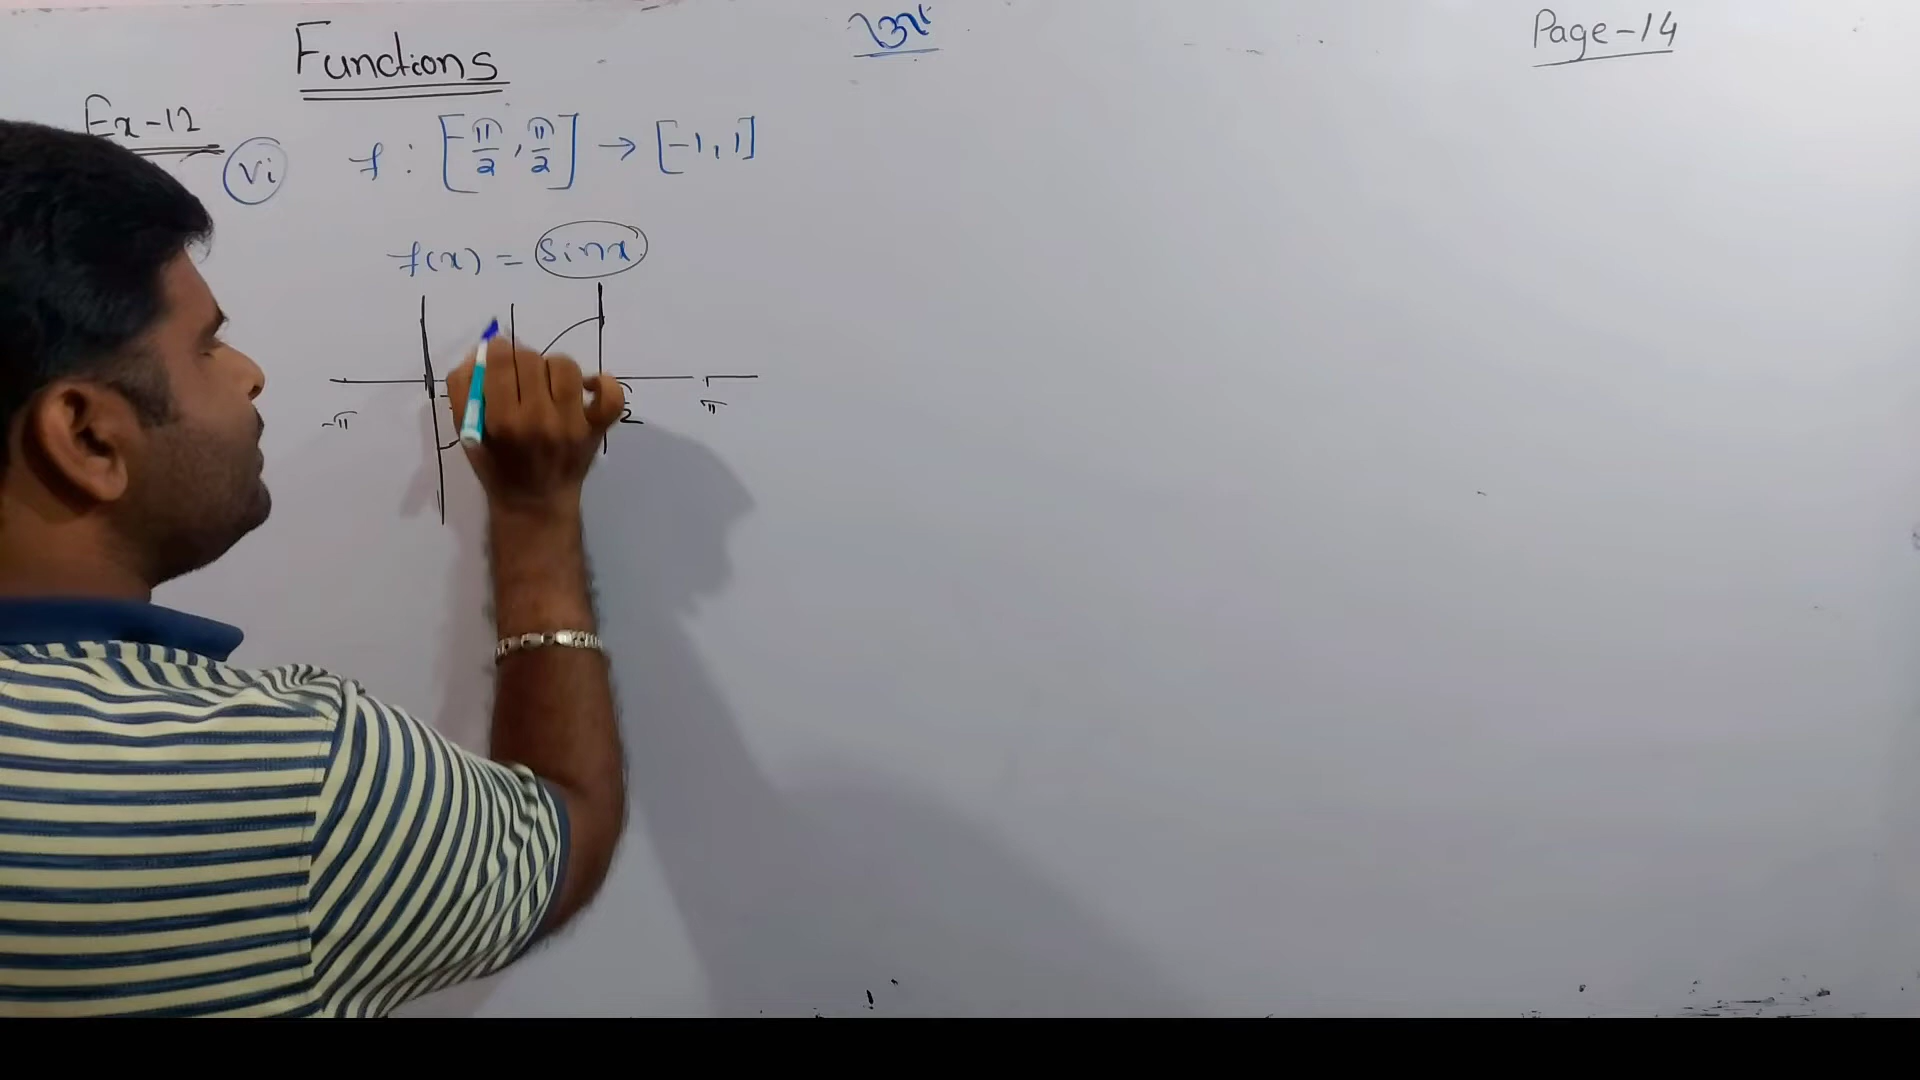 Functions
Page-14
Ex-12
vi f : [-π/2, π/2] → [-1, 1]
f(x) = sinx
-π π